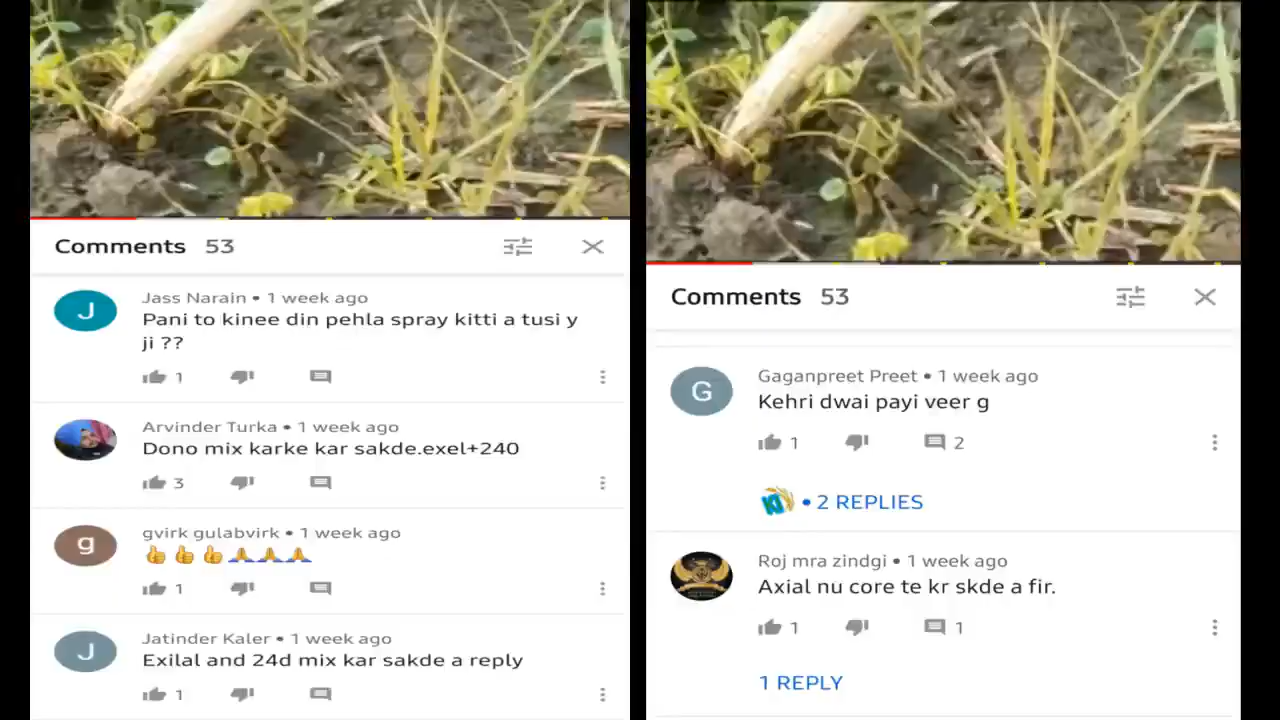 Comments 53
J
Jass Narain • 1 week ago
Pani to kinee din pehla spray kitti a tusi y
ji ??
1
Arvinder Turka • 1 week ago
Dono mix karke kar sakde.exel+240
3
g
gvirk gulabvirk • 1 week ago
👍👍👍🙏🙏🙏
1
J
Jatinder Kaler • 1 week ago
Exilal and 24d mix kar sakde a reply
1
Comments 53
G
Gaganpreet Preet • 1 week ago
Kehri dwai payi veer g
1 2
• 2 REPLIES
Roj mra zindgi • 1 week ago
Axial nu core te kr skde a fir.
1 1
1 REPLY